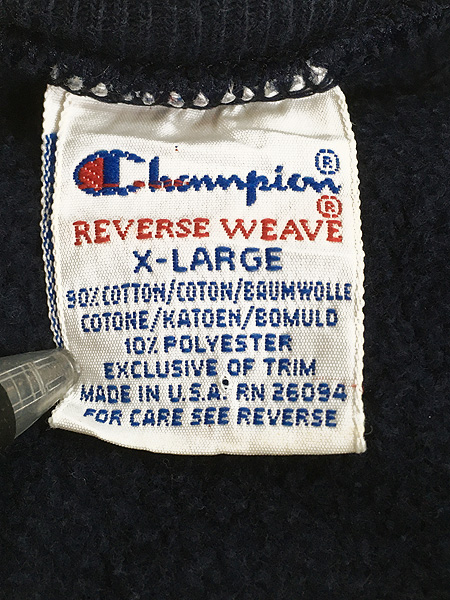 Champion®
®
REVERSE WEAVE
X-LARGE
90% COTTON/COTON/BAUMWOLLE
COTONE/KATOEN/BOMULD
10% POLYESTER
EXCLUSIVE OF TRIM
MADE IN U.S.A. RN 26094
FOR CARE SEE REVERSE